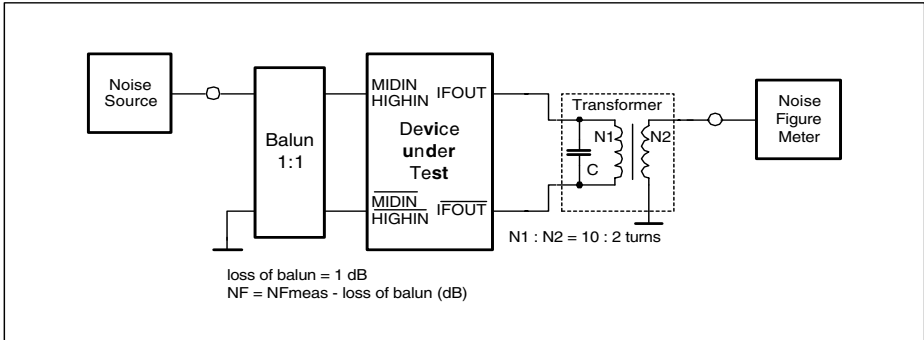 Noise
Source
Balun
1:1
MIDIN
HIGHIN
IFOUT
Device
under
Test
MIDIN
HIGHIN
IFOUT
Transformer
N1
N2
C
N1 : N2 = 10 : 2 turns
Noise
Figure
Meter
loss of balun = 1 dB
NF = NFmeas - loss of balun (dB)